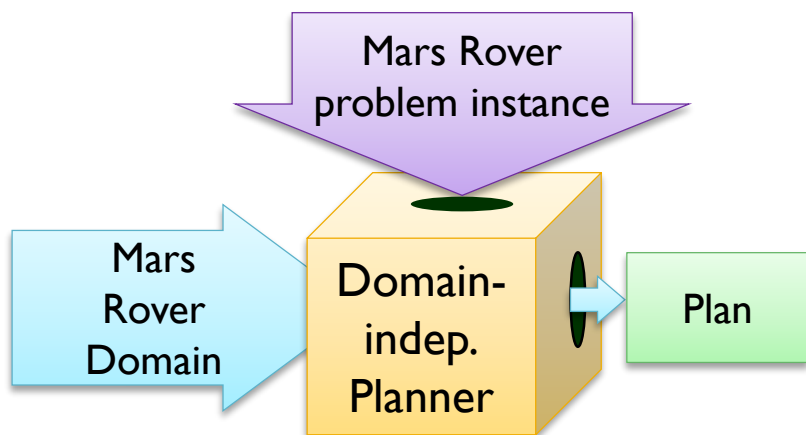 Mars Rover
problem instance
Mars
Rover
Domain
Domain-
indep.
Planner
Plan